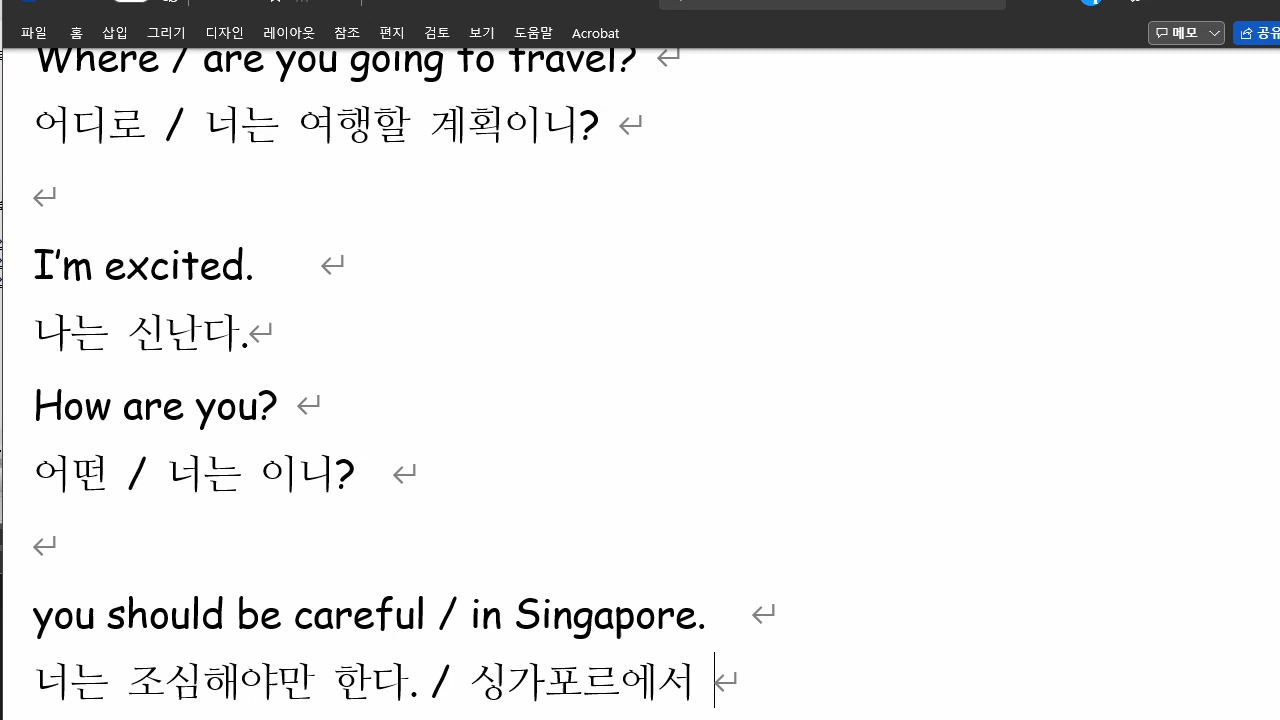 파일 홈 삽입 그리기 디자인 레이아웃 참조 편지 검토 보기 도움말 Acrobat 메모 공유
Where / are you going to travel?
어디로 / 너는 여행할 계획이니?
I'm excited.
나는 신난다.
How are you?
어떤 / 너는 이니?
you should be careful / in Singapore.
너는 조심해야만 한다. / 싱가포르에서